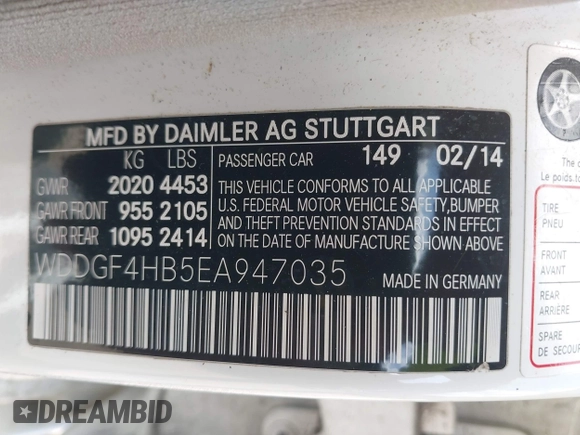 MFD BY DAIMLER AG STUTTGART
KG LBS
GVWR 2020 4453
GAWR FRONT 955 2105
GAWR REAR 1095 2414
PASSENGER CAR 149 02/14
THIS VEHICLE CONFORMS TO ALL APPLICABLE
U.S. FEDERAL MOTOR VEHICLE SAFETY, BUMPER
AND THEFT PREVENTION STANDARDS IN EFFECT
ON THE DATE OF MANUFACTURE SHOWN ABOVE.
WDDGF4HB5EA947035
MADE IN GERMANY
The
Le poids
TIRE
PNEU
FRONT
AVANT
REAR
ARRIÈRE
SPARE
DE SECOUR
DREAMBID